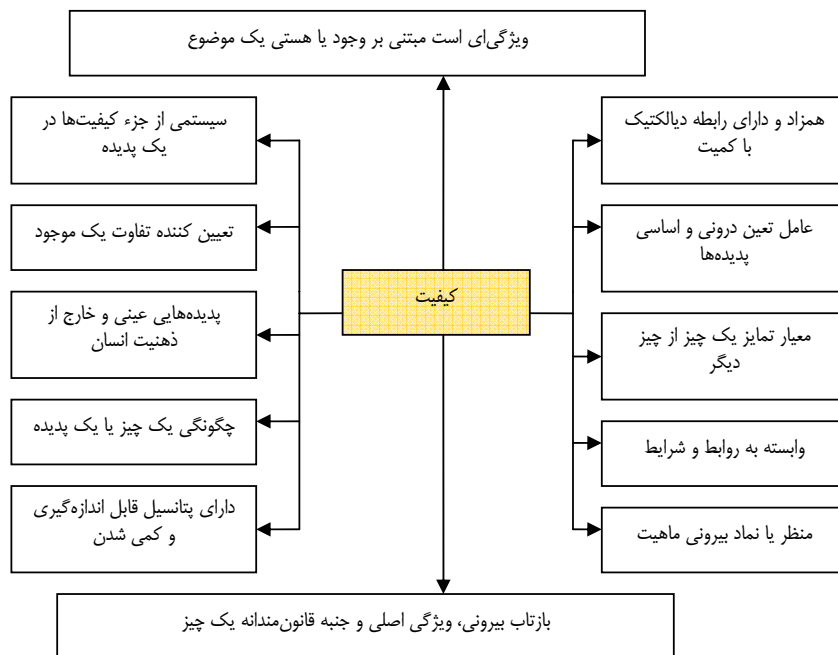 ویژگی‌ای است مبتنی بر وجود یا هستی یک موضوع
همزاد و دارای رابطه دیالکتیک
با کمیت
عامل تعین درونی و اساسی
پدیده‌ها
معیار تمایز یک چیز از چیز
دیگر
وابسته به روابط و شرایط
منظر یا نماد بیرونی ماهیت
کیفیت
سیستمی از جزء کیفیت‌ها در
یک پدیده
تعیین کننده تفاوت یک موجود
پدیده‌هایی عینی و خارج از
ذهنیت انسان
چگونگی یک چیز یا یک پدیده
دارای پتانسیل قابل اندازه‌گیری
و کمی شدن
بازتاب بیرونی، ویژگی اصلی و جنبه قانون‌مندانه یک چیز